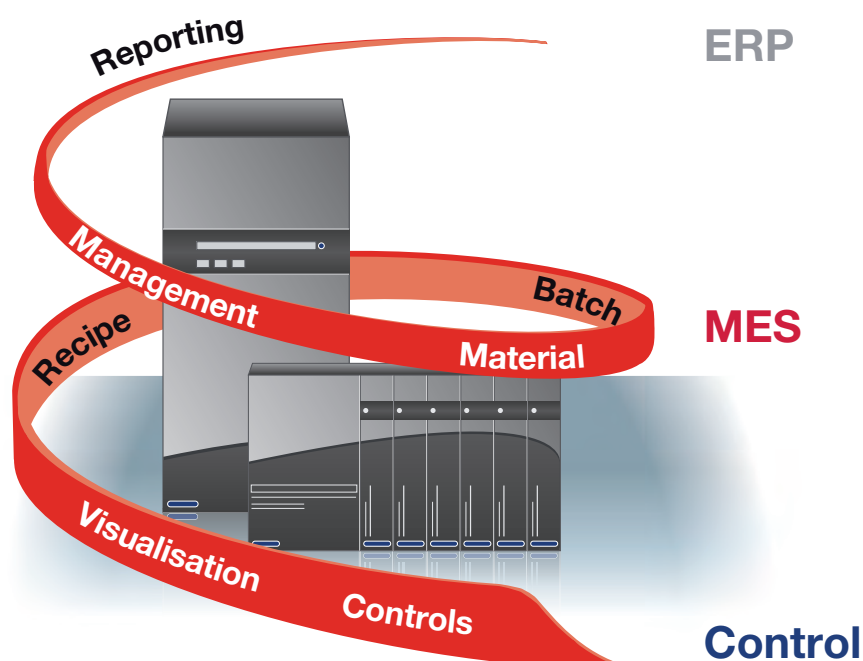 Reporting
ERP
Management
Batch
Recipe
Material
MES
Visualisation
Controls
Control